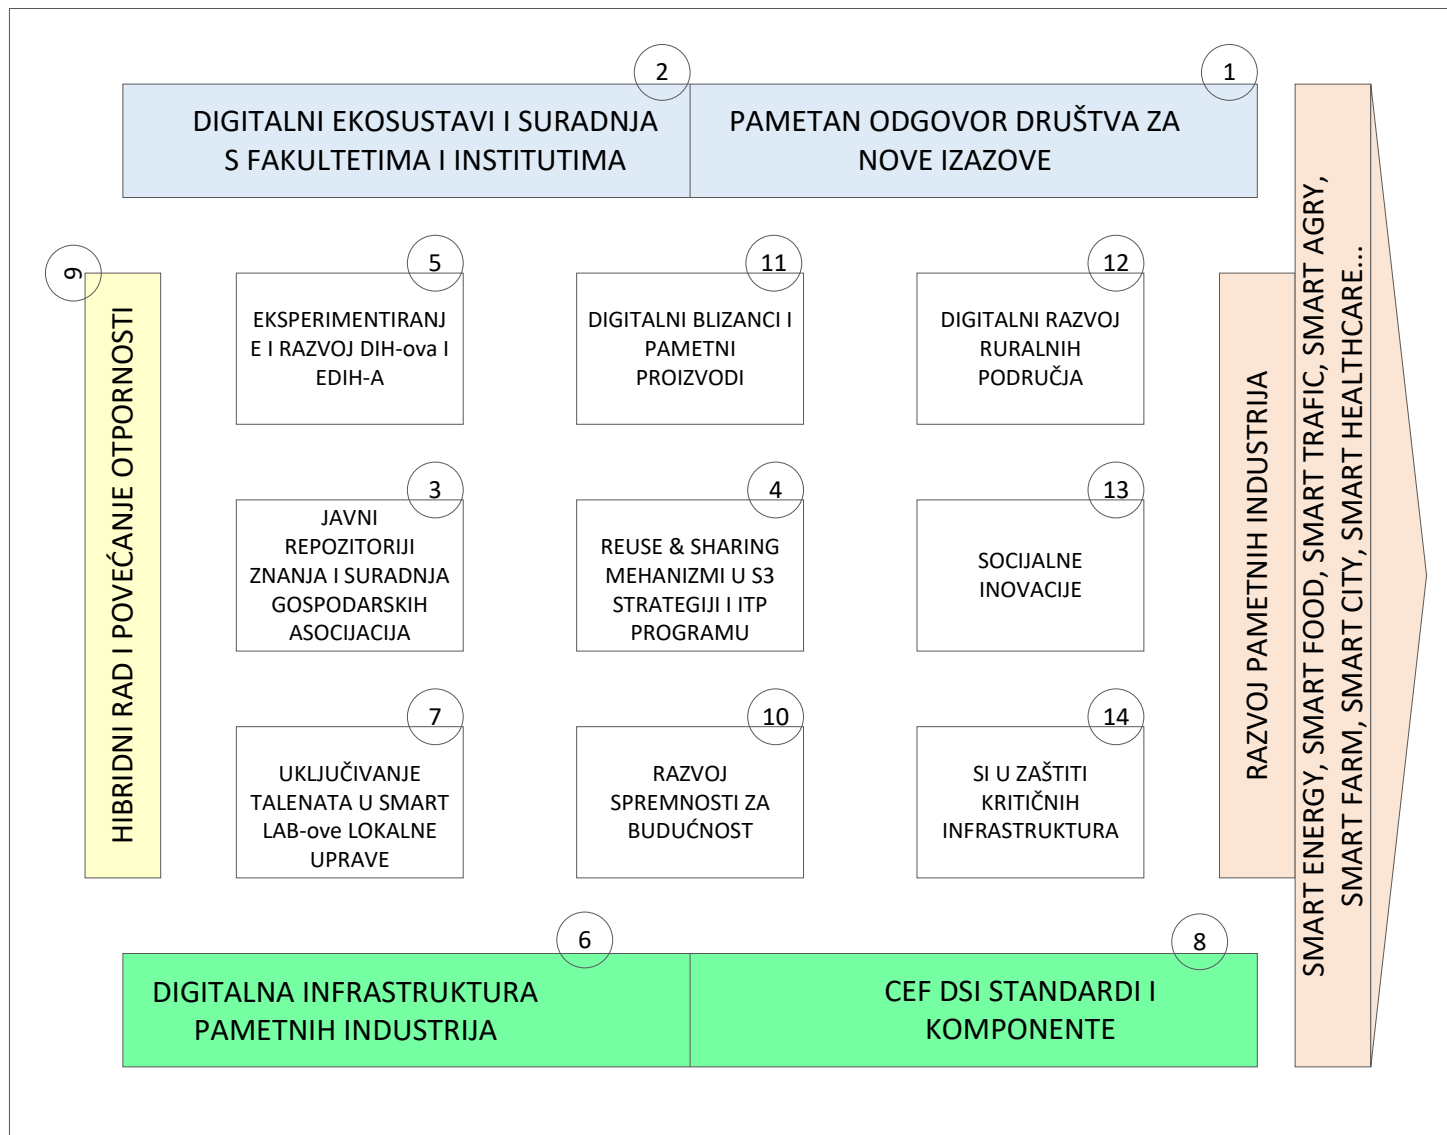 2
1
DIGITALNI EKOSUSTAVI I SURADNJA
S FAKULTETIMA I INSTITUTIMA
PAMETAN ODGOVOR DRUŠTVA ZA
NOVE IZAZOVE
9
HIBRIDNI RAD I POVEĆANJE OTPORNOSTI
5
EKSPERIMENTIRANJ
E I RAZVOJ DIH-ova I
EDIH-A
11
DIGITALNI BLIZANCI I
PAMETNI
PROIZVODI
12
DIGITALNI RAZVOJ
RURALNIH
PODRUČJA
3
JAVNI
REPOZITORIJI
ZNANJA I SURADNJA
GOSPODARSKIH
ASOCIJACIJA
4
REUSE & SHARING
MEHANIZMI U S3
STRATEGIJI I ITP
PROGRAMU
13
SOCIJALNE
INOVACIJE
7
UKLJUČIVANJE
TALENATA U SMART
LAB-ove LOKALNE
UPRAVE
10
RAZVOJ
SPREMNOSTI ZA
BUDUĆNOST
14
SI U ZAŠTITI
KRITIČNIH
INFRASTRUKTURA
RAZVOJ PAMETNIH INDUSTRIJA
SMART ENERGY, SMART FOOD, SMART TRAFIC, SMART AGRY,
SMART FARM, SMART CITY, SMART HEALTHCARE...
6
DIGITALNA INFRASTRUKTURA
PAMETNIH INDUSTRIJA
8
CEF DSI STANDARDI I
KOMPONENTE